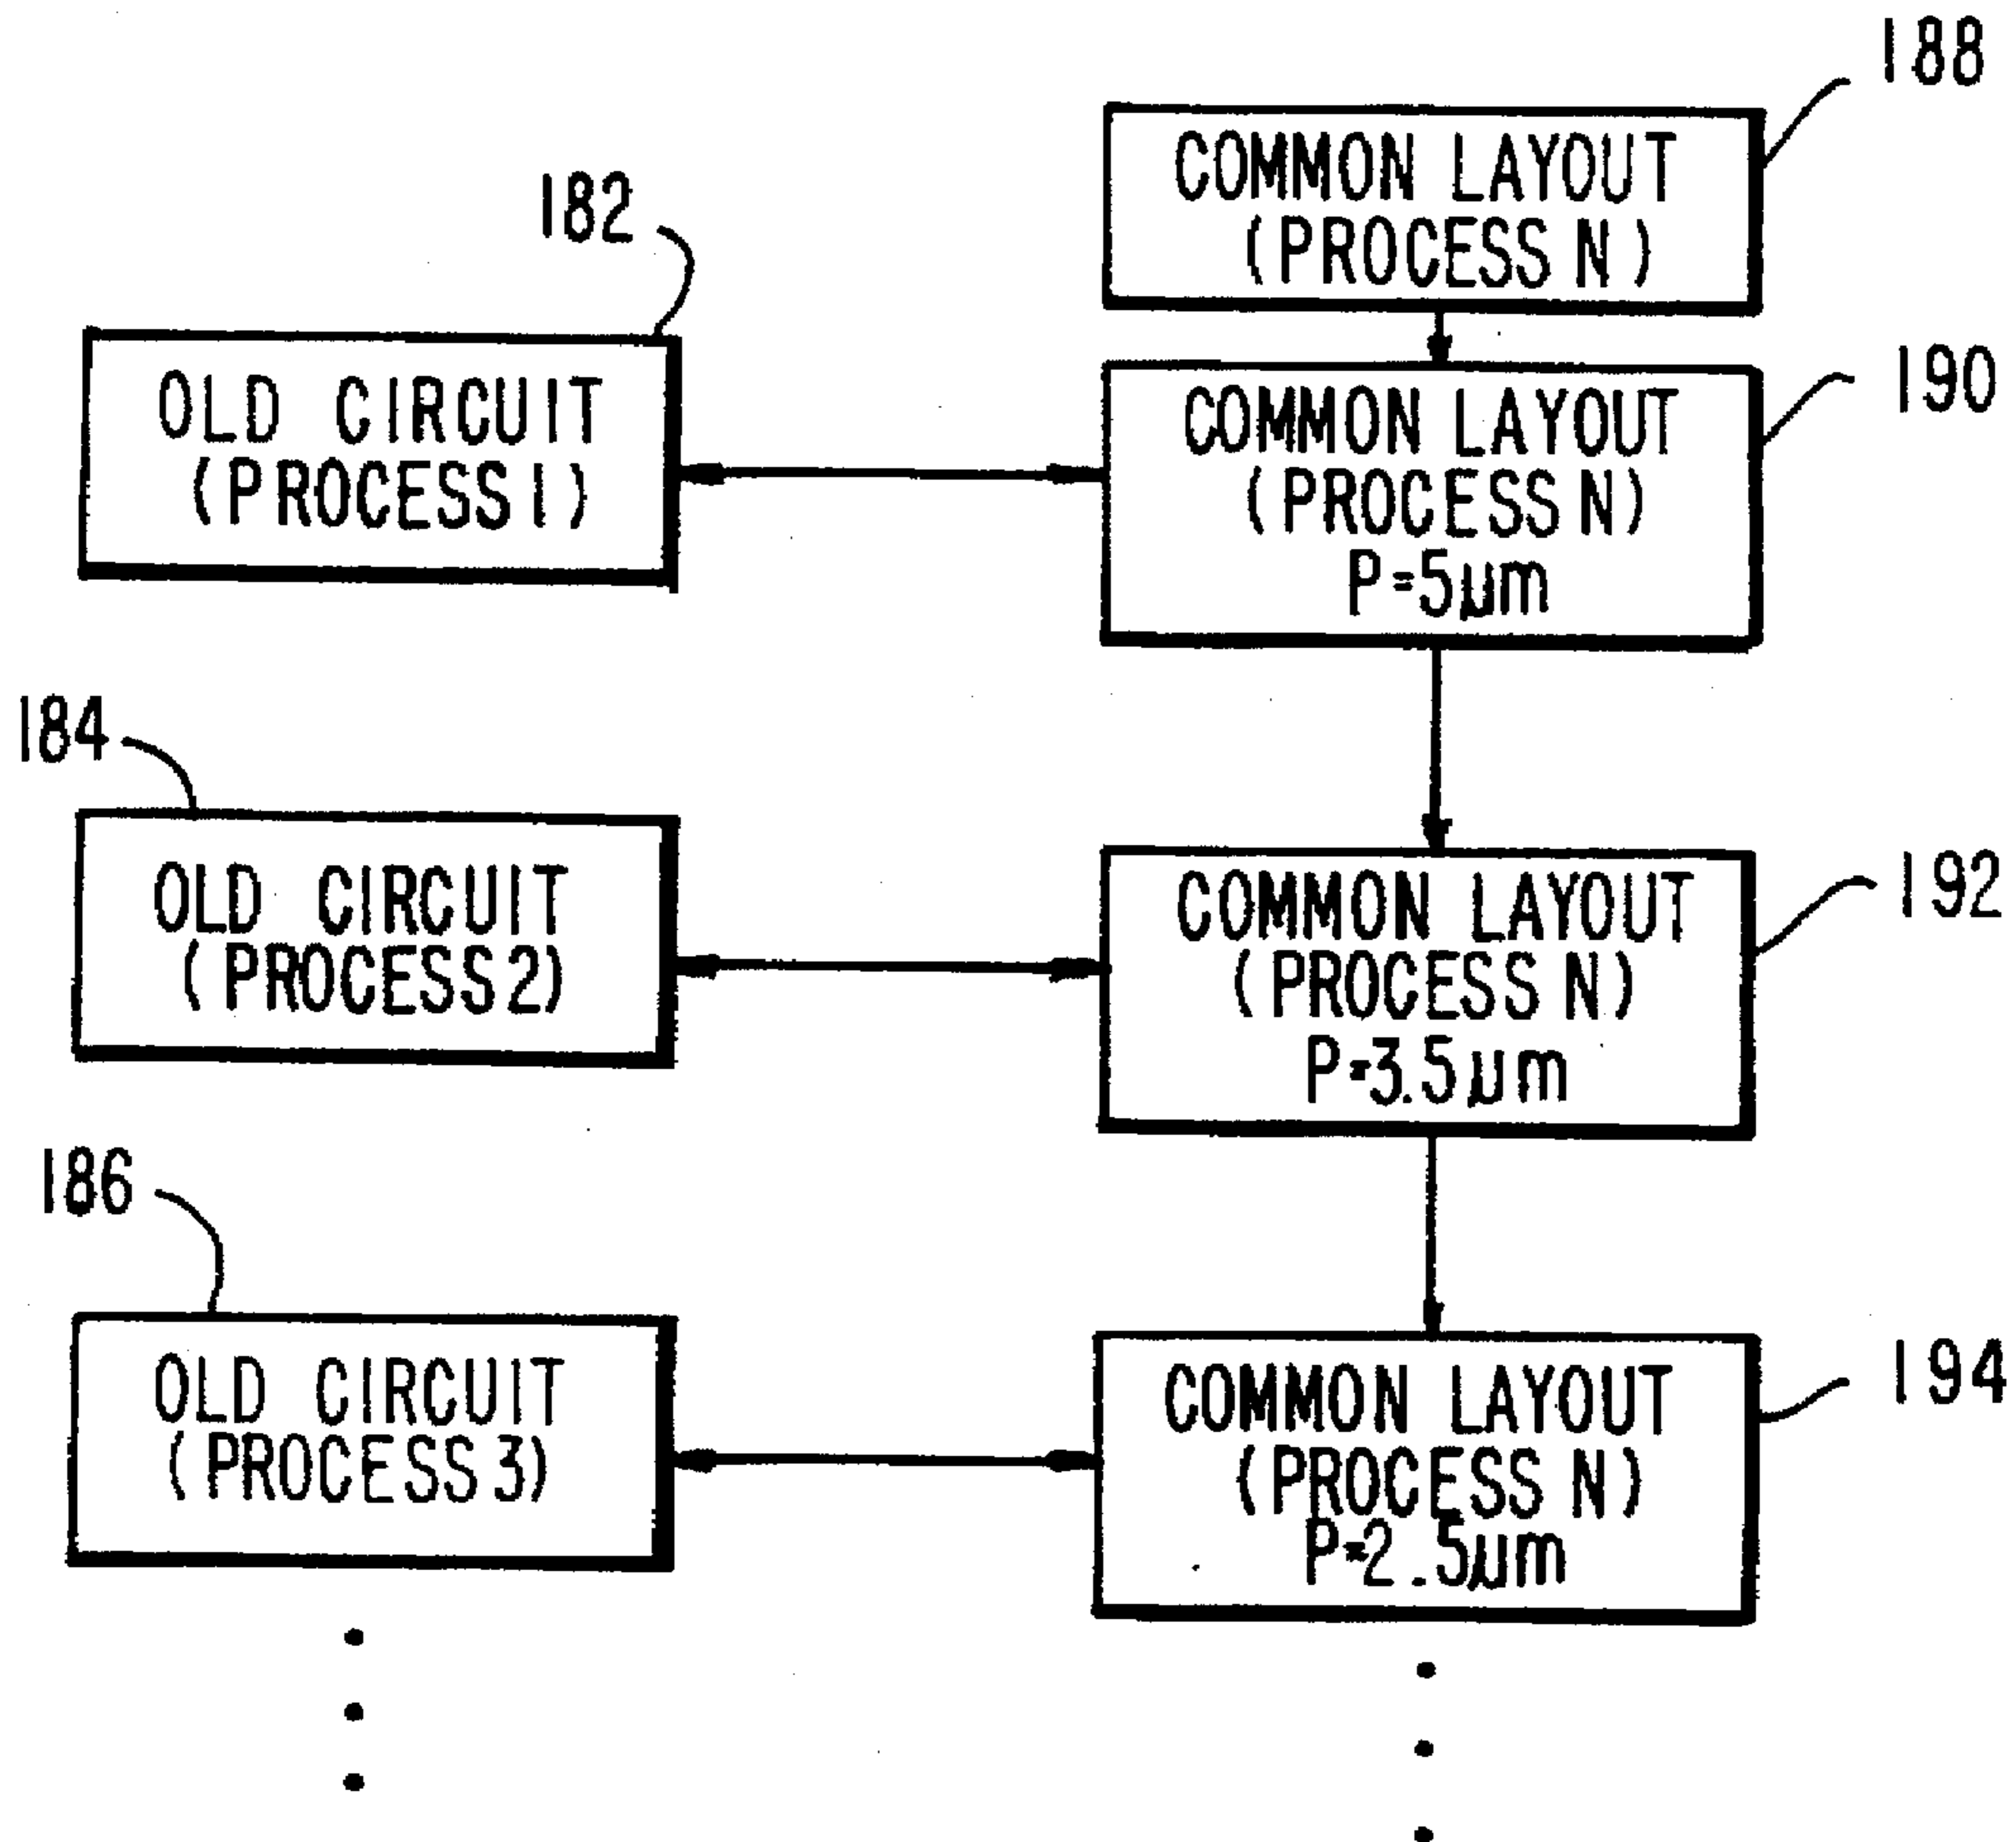 188
COMMON LAYOUT
(PROCESS N)
182
OLD CIRCUIT
(PROCESS 1)
190
COMMON LAYOUT
(PROCESS N)
P=5µm
184
OLD CIRCUIT
(PROCESS 2)
192
COMMON LAYOUT
(PROCESS N)
P=3.5µm
186
OLD CIRCUIT
(PROCESS 3)
194
COMMON LAYOUT
(PROCESS N)
P=2.5µm